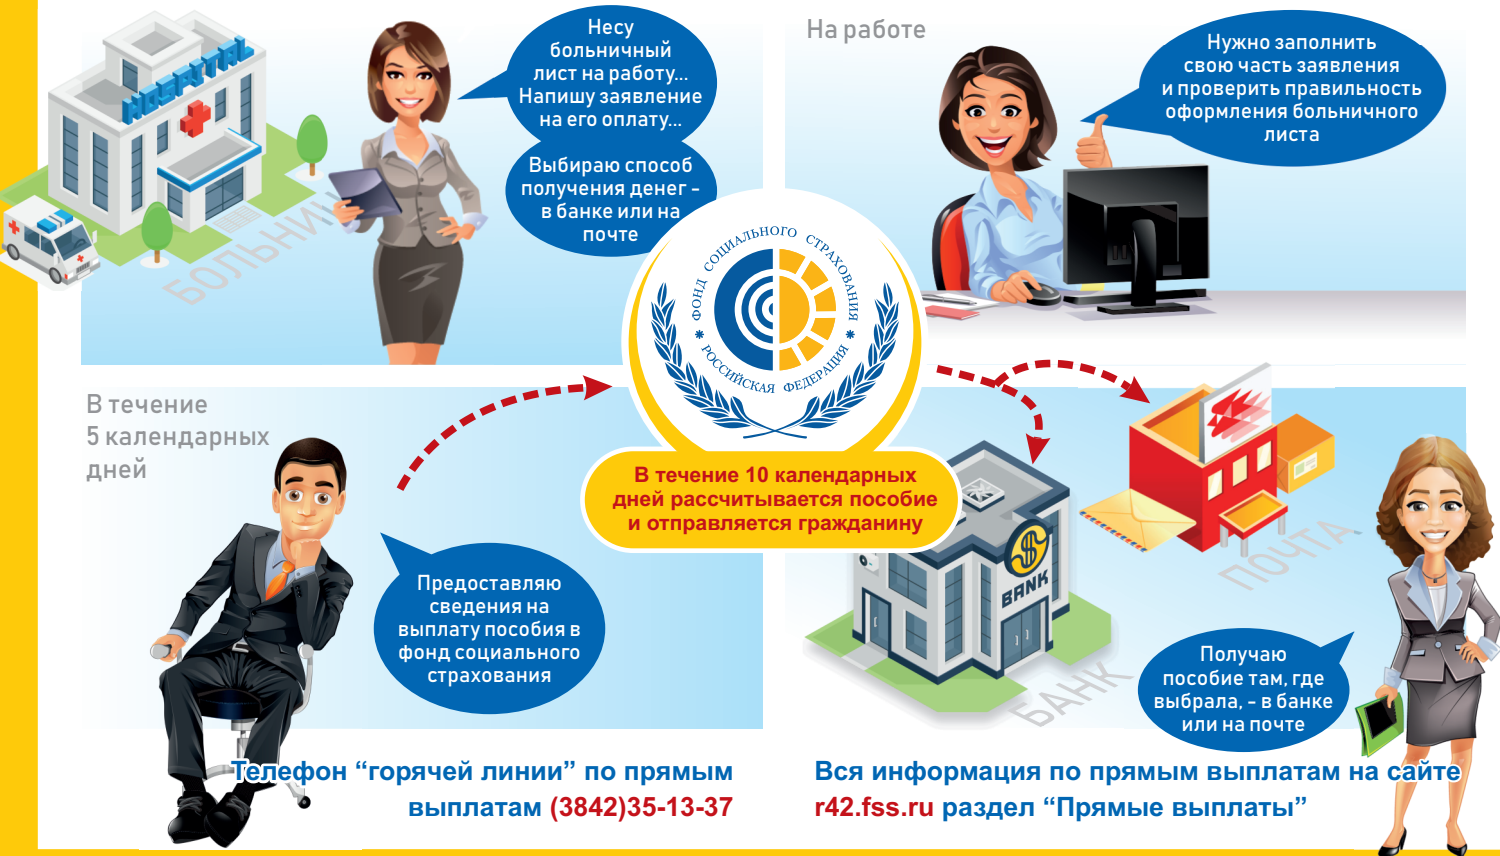 HOSPITAL
БОЛЬНИ
Несу
больничный
лист на работу...
Напишу заявление
на его оплату...
Выбираю способ
получения денег -
в банке или на
почте
На работе
Нужно заполнить
свою часть заявления
и проверить правильность
оформления больничного
листа
ФОНД СОЦИАЛЬНОГО СТРАХОВАНИЯ
* РОССИЙСКАЯ ФЕДЕРАЦИЯ *
В течение 10 календарных
дней рассчитывается пособие
и отправляется гражданину
В течение
5 календарных
дней
Предоставляю
сведения на
выплату пособия в
фонд социального
страхования
BANK
БАНК
ПОЧТА
Получаю
пособие там, где
выбрала, - в банке
или на почте
Телефон “горячей линии” по прямым
выплатам (3842)35-13-37
Вся информация по прямым выплатам на сайте
r42.fss.ru раздел “Прямые выплаты”